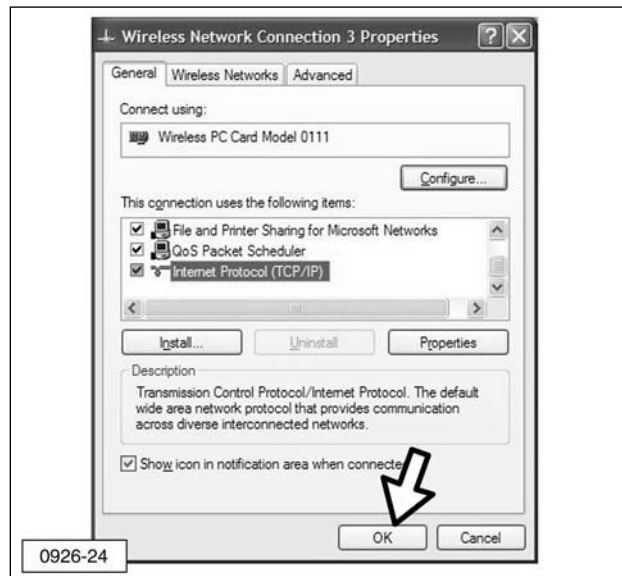 Wireless Network Connection 3 Properties
General Wireless Networks Advanced
Connect using:
Wireless PC Card Model 0111
Configure...
This connection uses the following items:
File and Printer Sharing for Microsoft Networks
QoS Packet Scheduler
Internet Protocol (TCP/IP)
Install... Uninstall Properties
Description
Transmission Control Protocol/Internet Protocol. The default
wide area network protocol that provides communication
across diverse interconnected networks.
Show icon in notification area when connected
OK Cancel
0926-24